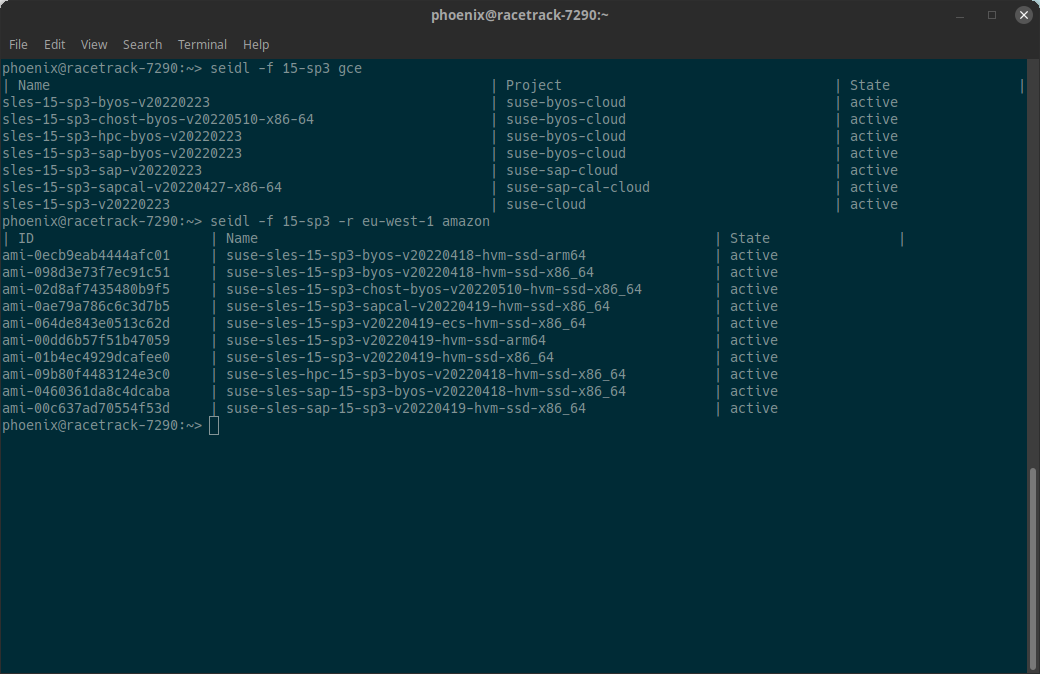 phoenix@racetrack-7290:~
File Edit View Search Terminal Help
phoenix@racetrack-7290:~> seidl -f 15-sp3 gce
| Name | Project | State |
sles-15-sp3-byos-v20220223 | suse-byos-cloud | active
sles-15-sp3-chost-byos-v20220510-x86-64 | suse-byos-cloud | active
sles-15-sp3-hpc-byos-v20220223 | suse-byos-cloud | active
sles-15-sp3-sap-byos-v20220223 | suse-byos-cloud | active
sles-15-sp3-sap-v20220223 | suse-sap-cloud | active
sles-15-sp3-sapcal-v20220427-x86-64 | suse-sap-cal-cloud | active
sles-15-sp3-v20220223 | suse-cloud | active
phoenix@racetrack-7290:~> seidl -f 15-sp3 -r eu-west-1 amazon
| ID | Name | State |
ami-0ecb9eab4444afc01 | suse-sles-15-sp3-byos-v20220418-hvm-ssd-arm64 | active
ami-098d3e73f7ec91c51 | suse-sles-15-sp3-byos-v20220418-hvm-ssd-x86_64 | active
ami-02d8af7435480b9f5 | suse-sles-15-sp3-chost-byos-v20220510-hvm-ssd-x86_64 | active
ami-0ae79a786c6c3d7b5 | suse-sles-15-sp3-sapcal-v20220419-hvm-ssd-x86_64 | active
ami-064de843e0513c62d | suse-sles-15-sp3-v20220419-ecs-hvm-ssd-x86_64 | active
ami-00dd6b57f51b47059 | suse-sles-15-sp3-v20220419-hvm-ssd-arm64 | active
ami-01b4ec4929dcafee0 | suse-sles-15-sp3-v20220419-hvm-ssd-x86_64 | active
ami-09b80f4483124e3c0 | suse-sles-hpc-15-sp3-byos-v20220418-hvm-ssd-x86_64 | active
ami-0460361da8c4dcaba | suse-sles-sap-15-sp3-byos-v20220418-hvm-ssd-x86_64 | active
ami-00c637ad70554f53d | suse-sles-sap-15-sp3-v20220419-hvm-ssd-x86_64 | active
phoenix@racetrack-7290:~>